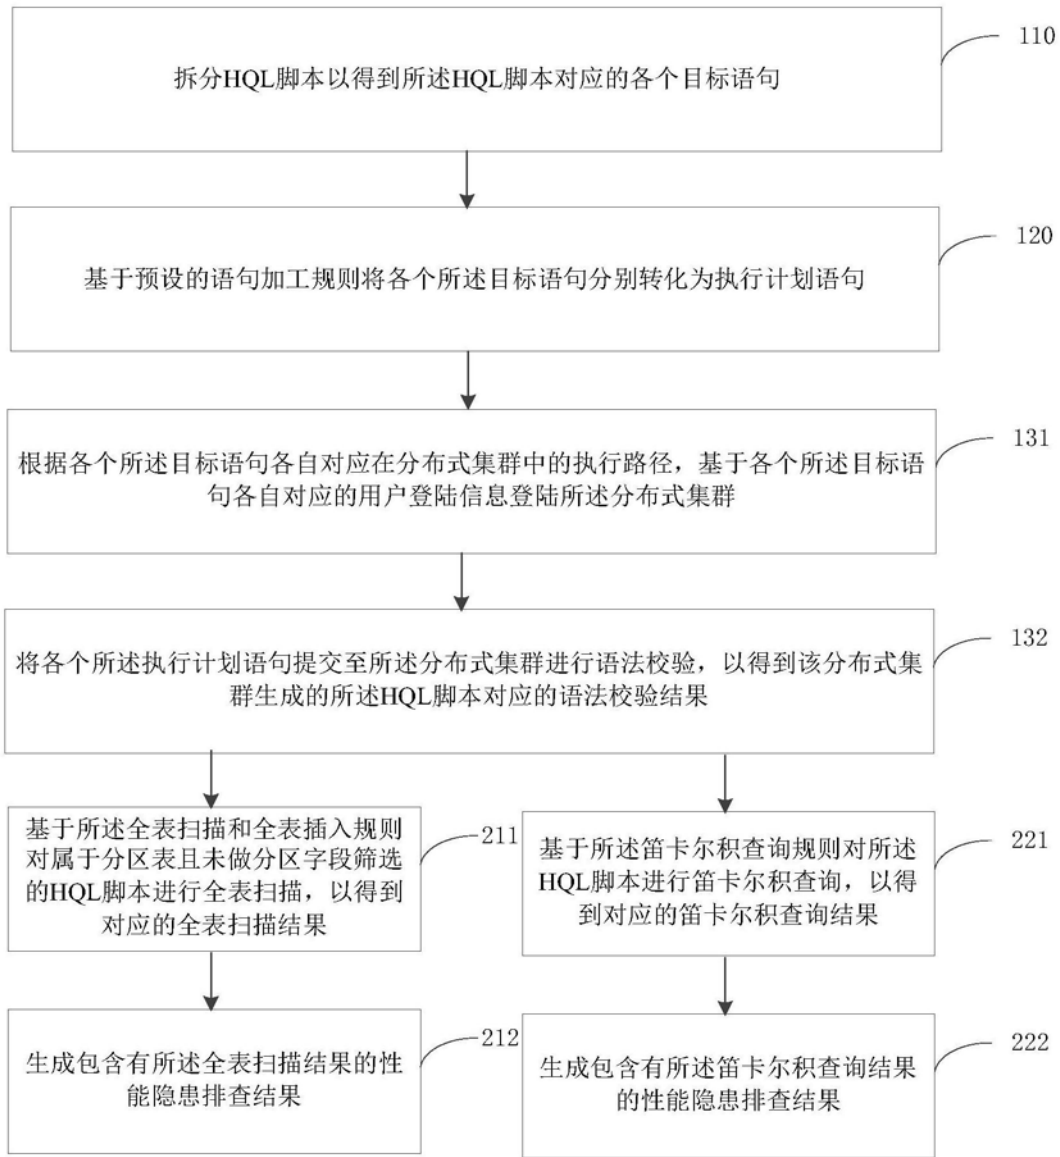 拆分HQL脚本以得到所述HQL脚本对应的各个目标语句
110
基于预设的语句加工规则将各个所述目标语句分别转化为执行计划语句
120
根据各个所述目标语句各自对应在分布式集群中的执行路径，基于各个所述目标语
句各自对应的用户登陆信息登陆所述分布式集群
131
将各个所述执行计划语句提交至所述分布式集群进行语法校验，以得到该分布式集
群生成的所述HQL脚本对应的语法校验结果
132
基于所述全表扫描和全表插入规则
对属于分区表且未做分区字段筛选
的HQL脚本进行全表扫描，以得到
对应的全表扫描结果
211
基于所述笛卡尔积查询规则对所述
HQL脚本进行笛卡尔积查询，以得
到对应的笛卡尔积查询结果
221
生成包含有所述全表扫描结果的性
能隐患排查结果
212
生成包含有所述笛卡尔积查询结果
的性能隐患排查结果
222